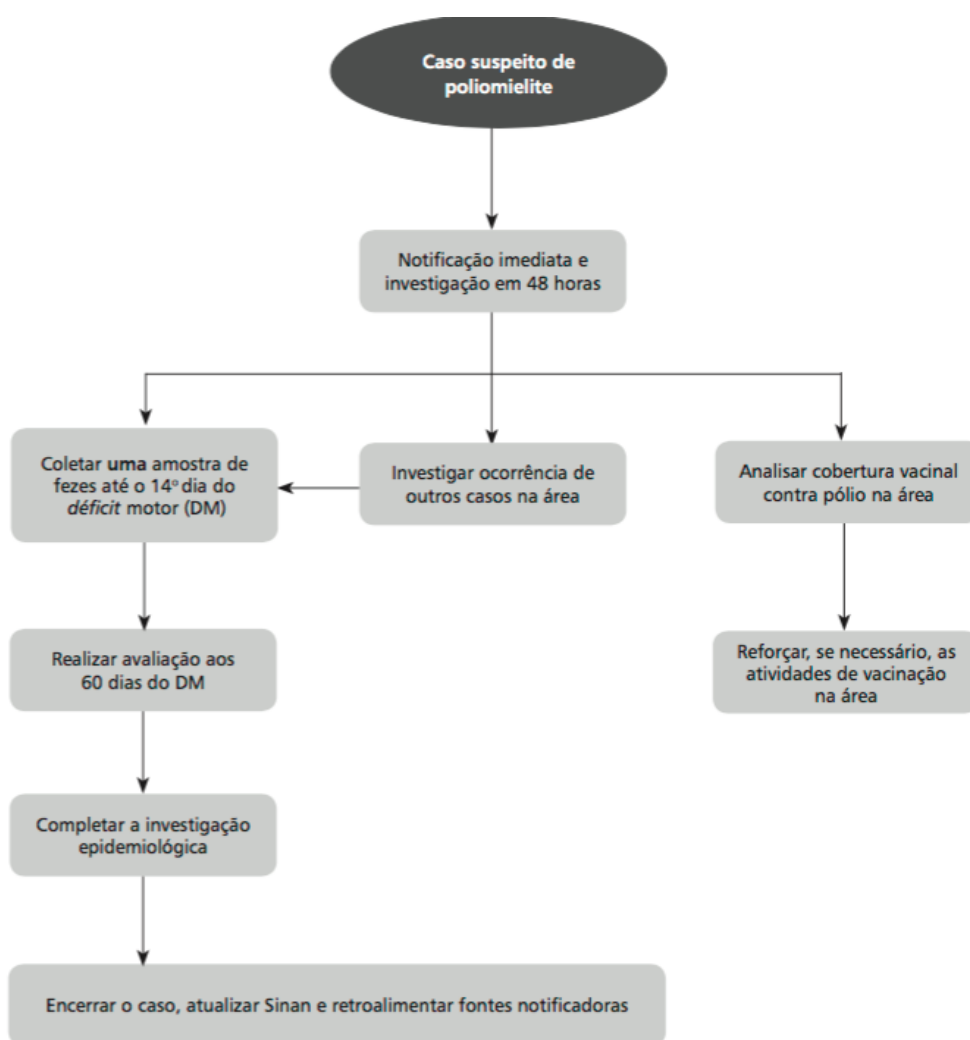 Caso suspeito de
poliomielite
Notificação imediata e
investigação em 48 horas
Coletar uma amostra de
fezes até o 14º dia do
déficit motor (DM)
Investigar ocorrência de
outros casos na área
Analisar cobertura vacinal
contra pólio na área
Realizar avaliação aos
60 dias do DM
Reforçar, se necessário, as
atividades de vacinação
na área
Completar a investigação
epidemiológica
Encerrar o caso, atualizar Sinan e retroalimentar fontes notificadoras